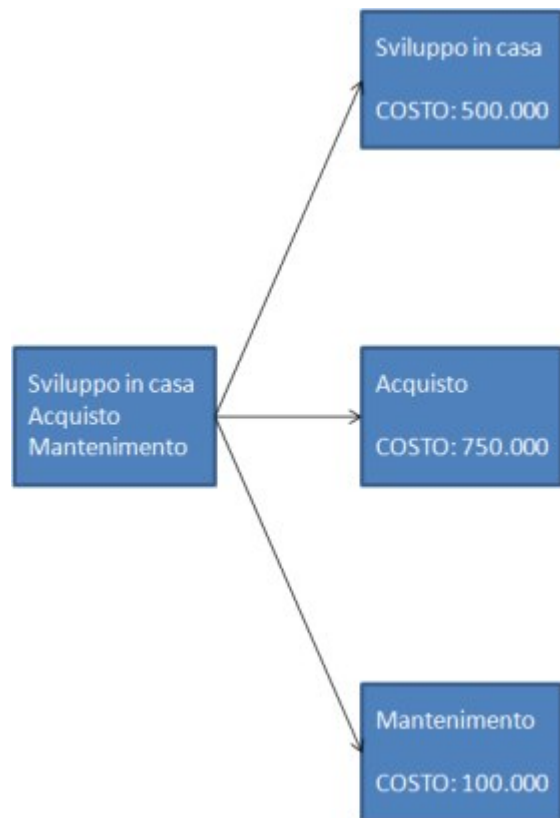 Sviluppo in casa
COSTO: 500.000
Sviluppo in casa
Acquisto
Mantenimento
Acquisto
COSTO: 750.000
Mantenimento
COSTO: 100.000